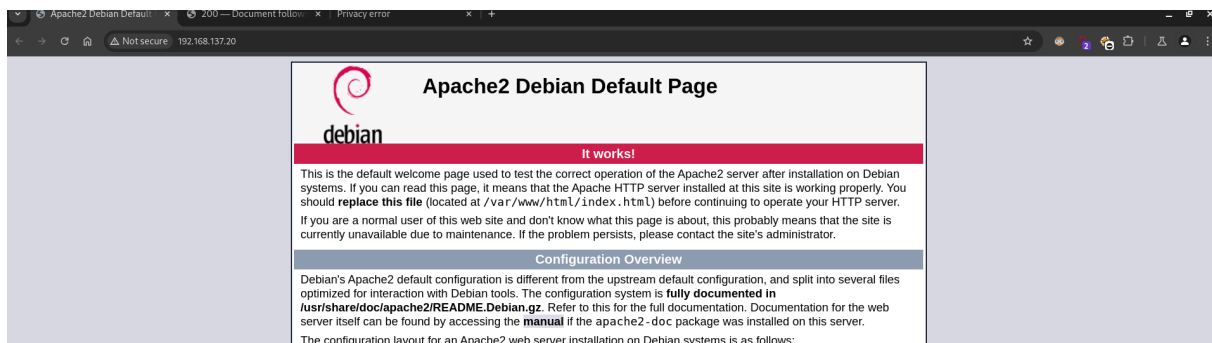 Apache2 Debian Default
200 — Document follow
Privacy error
Not secure
192.168.137.20
2
debian
Apache2 Debian Default Page
It works!
This is the default welcome page used to test the correct operation of the Apache2 server after installation on Debian
systems. If you can read this page, it means that the Apache HTTP server installed at this site is working properly. You
should replace this file (located at /var/www/html/index.html) before continuing to operate your HTTP server.
If you are a normal user of this web site and don't know what this page is about, this probably means that the site is
currently unavailable due to maintenance. If the problem persists, please contact the site's administrator.
Configuration Overview
Debian's Apache2 default configuration is different from the upstream default configuration, and split into several files
optimized for interaction with Debian tools. The configuration system is fully documented in
/usr/share/doc/apache2/README.Debian.gz. Refer to this for the full documentation. Documentation for the web
server itself can be found by accessing the manual if the apache2-doc package was installed on this server.
The configuration layout for an Apache2 web server installation on Debian systems is as follows: